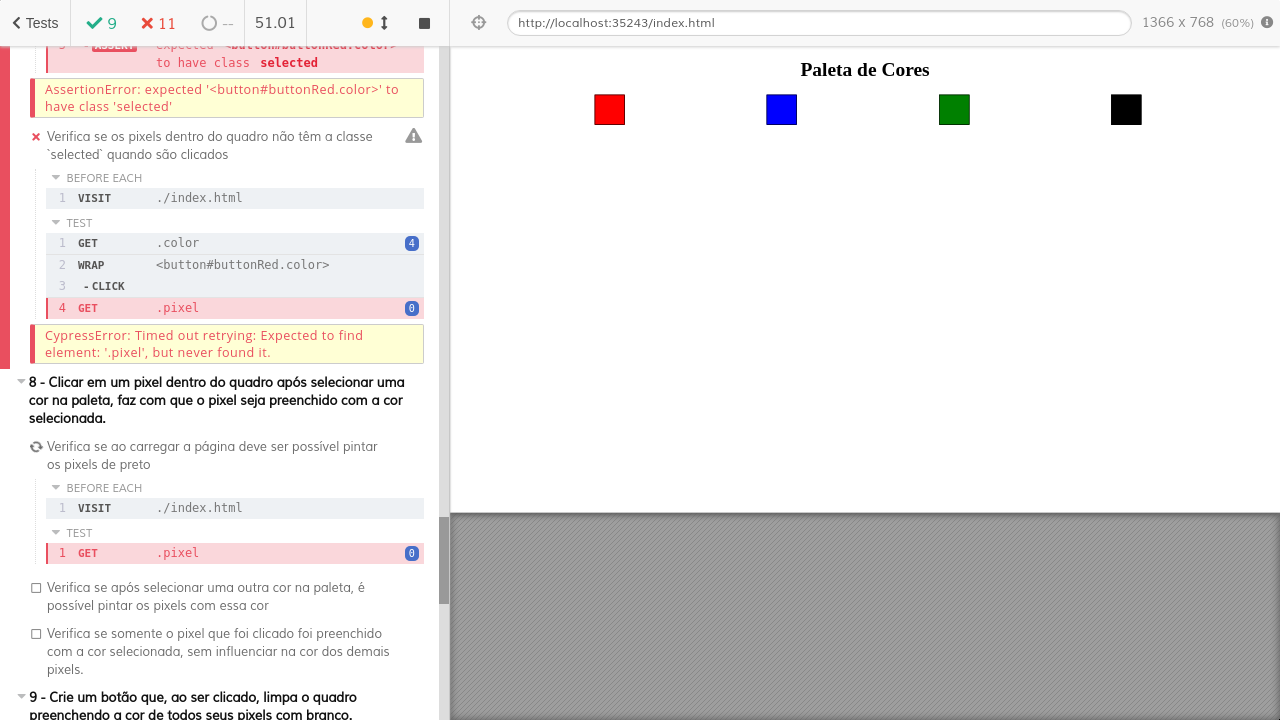 Tests 9 11 -- 51.01 http://localhost:35243/index.html 1366 x 768 (60%)
- ASSERT expected <button#buttonRed.color>
to have class selected
AssertionError: expected '<button#buttonRed.color>' to
have class 'selected'
Verifica se os pixels dentro do quadro não têm a classe
`selected` quando são clicados
BEFORE EACH
1 VISIT ./index.html
TEST
1 GET .color 4
2 WRAP <button#buttonRed.color>
3 - CLICK
4 GET .pixel 0
CypressError: Timed out retrying: Expected to find
element: '.pixel', but never found it.
8 - Clicar em um pixel dentro do quadro após selecionar uma
cor na paleta, faz com que o pixel seja preenchido com a cor
selecionada.
Verifica se ao carregar a página deve ser possível pintar
os pixels de preto
BEFORE EACH
1 VISIT ./index.html
TEST
1 GET .pixel 0
Verifica se após selecionar uma outra cor na paleta, é
possível pintar os pixels com essa cor
Verifica se somente o pixel que foi clicado foi preenchido
com a cor selecionada, sem influenciar na cor dos demais
pixels.
9 - Crie um botão que, ao ser clicado, limpa o quadro
preenchendo a cor de todos seus pixels com branco.
Paleta de Cores